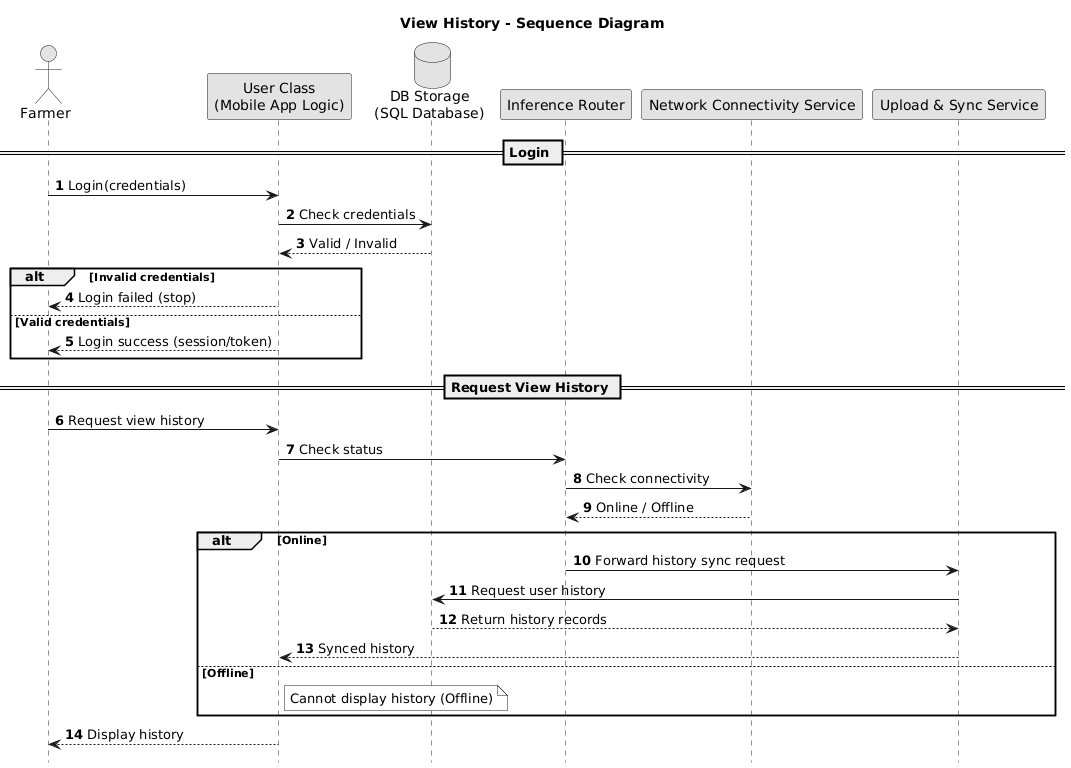 View History - Sequence Diagram
Farmer
User Class
(Mobile App Logic)
DB Storage
(SQL Database)
Inference Router
Network Connectivity Service
Upload & Sync Service
Login
1 Login(credentials)
2 Check credentials
3 Valid / Invalid
alt [Invalid credentials]
4 Login failed (stop)
[Valid credentials]
5 Login success (session/token)
Request View History
6 Request view history
7 Check status
8 Check connectivity
9 Online / Offline
alt [Online]
10 Forward history sync request
11 Request user history
12 Return history records
13 Synced history
[Offline]
Cannot display history (Offline)
14 Display history